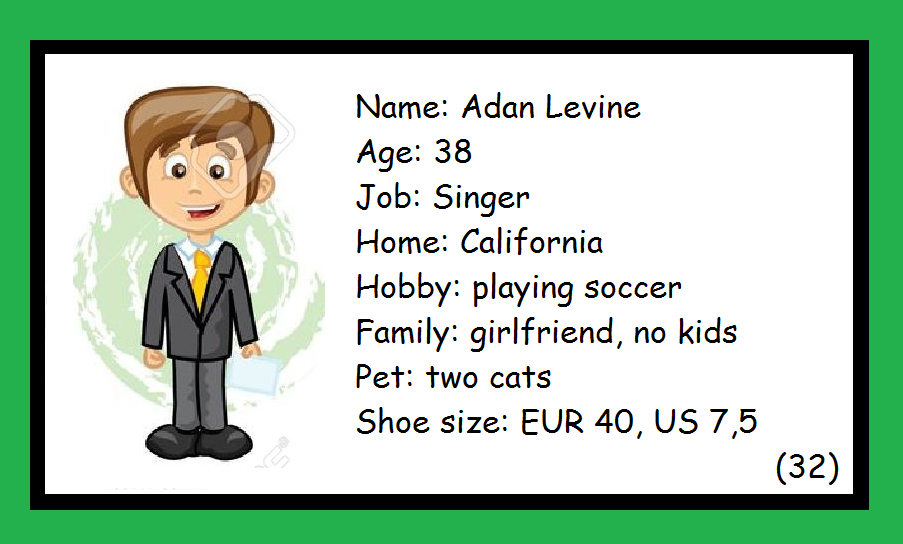 Name: Adan Levine
Age: 38
Job: Singer
Home: California
Hobby: playing soccer
Family: girlfriend, no kids
Pet: two cats
Shoe size: EUR 40, US 7,5
(32)